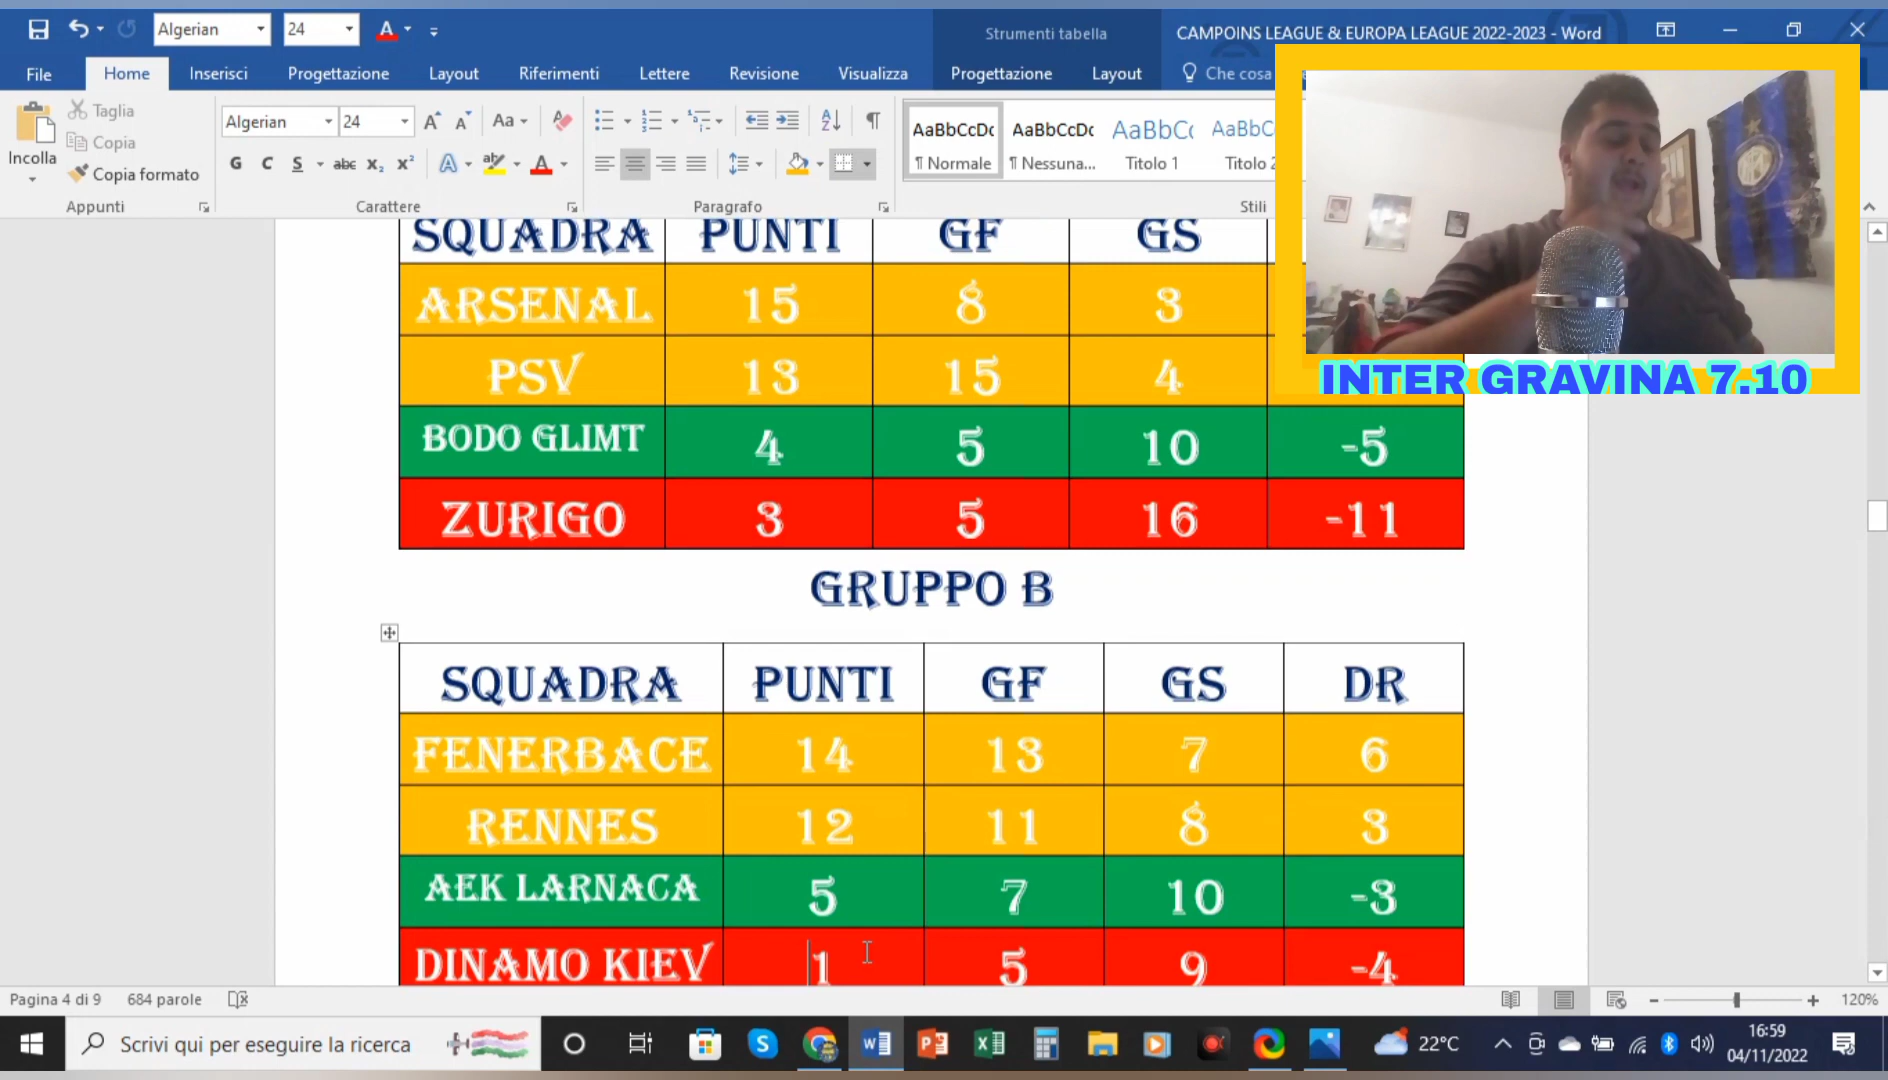 Algerian 24 A Strumenti tabella CAMPOINS LEAGUE & EUROPA LEAGUE 2022-2023 - Word
File Home Inserisci Progettazione Layout Riferimenti Lettere Revisione Visualizza Progettazione Layout Che cosa
Taglia
Copia
Incolla
Copia formato
Appunti
Algerian 24 Aa
G C S abc X₂ X²
Carattere
Paragrafo
AaBbCcDc AaBbCcDc AaBbCc AaBbC
¶ Normale ¶ Nessuna... Titolo 1 Titolo 2
Stili
INTER GRAVINA 7.10
SQUADRA PUNTI GF GS
ARSENAL 15 8 3
PSV 13 15 4
BODO GLIMT 4 5 10 -5
ZURIGO 3 5 16 -11
GRUPPO B
SQUADRA PUNTI GF GS DR
FENERBACE 14 13 7 6
RENNES 12 11 8 3
AEK LARNACA 5 7 10 -3
DINAMO KIEV 1 5 9 -4
Pagina 4 di 9 684 parole 120%
Scrivi qui per eseguire la ricerca 22°C 16:59
04/11/2022